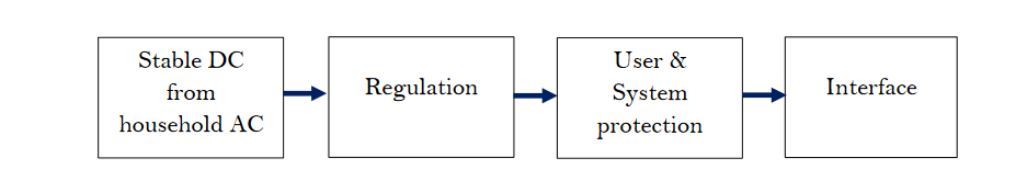 Stable DC
from
household AC
Regulation
User &
System
protection
Interface